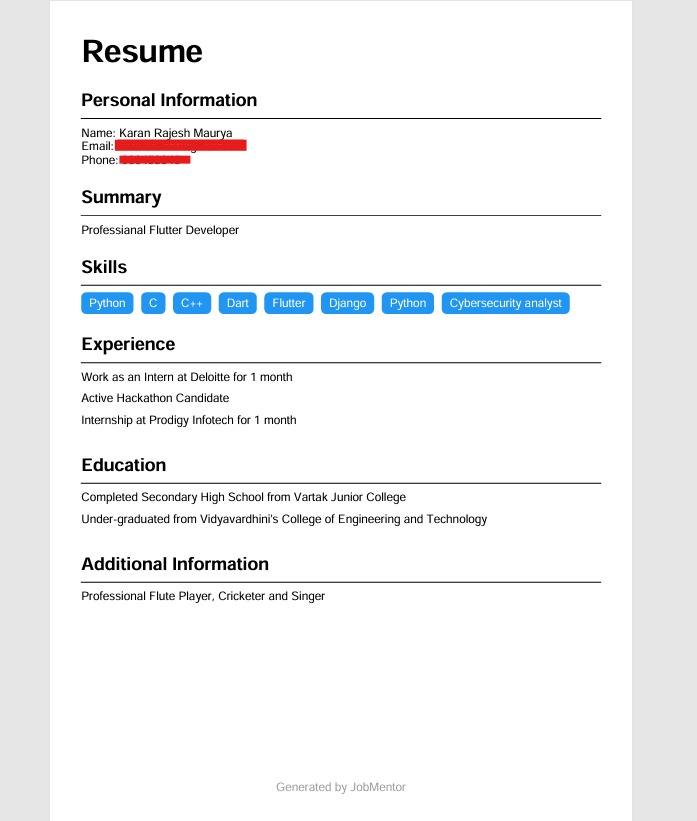 Resume
Personal Information
Name: Karan Rajesh Maurya
Email:
Phone:
Summary
Professianal Flutter Developer
Skills
Python C C++ Dart Flutter Django Python Cybersecurity analyst
Experience
Work as an Intern at Deloitte for 1 month
Active Hackathon Candidate
Internship at Prodigy Infotech for 1 month
Education
Completed Secondary High School from Vartak Junior College
Under-graduated from Vidyavardhini's College of Engineering and Technology
Additional Information
Professional Flute Player, Cricketer and Singer
Generated by JobMentor